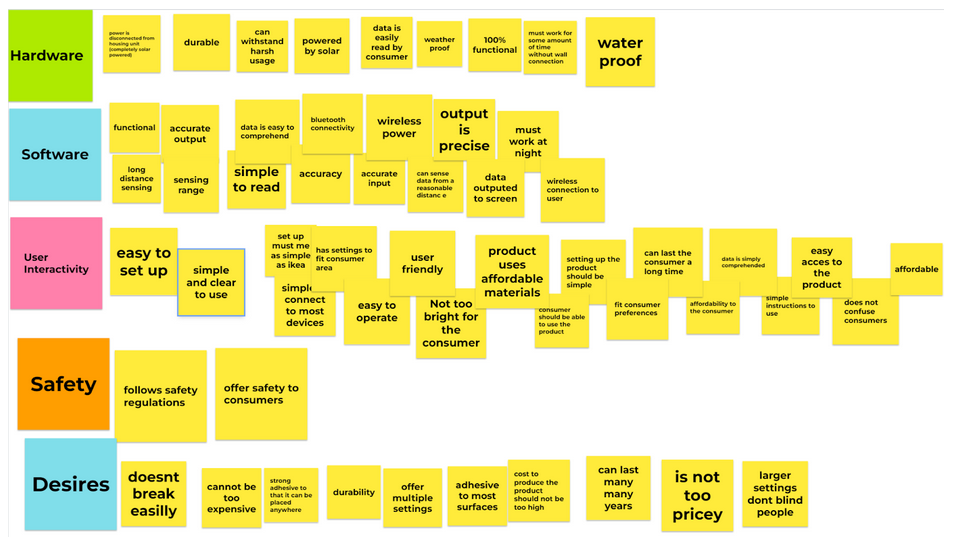 Hardware
power is
disconnected from
housing unit
(completely solar
powered)
durable
can
withstand
harsh
usage
powered
by solar
data is
easily
read by
consumer
weather
proof
100%
functional
must work for
some amount
of time
without wall
connection
water
proof
Software
functional
accurate
output
data is easy to
comprehend
bluetooth
connectivity
wireless
power
output
is
precise
must
work at
night
long
distance
sensing
sensing
range
simple
to read
accuracy
accurate
input
can sense
data from a
reasonable
distanc e
data
outputed
to screen
wireless
connection to
user
User
Interactivity
easy to
set up
simple
and clear
to use
set up
must me
as simple
as ikea
has settings to
fit consumer
area
user
friendly
product
uses
affordable
materials
setting up the
product
should be
simple
can last the
consumer a
long time
data is simply
comprehended
easy
acces to
the
product
affordable
simple
connect
to most
devices
easy to
operate
Not too
bright for
the
consumer
consumer
should be able
to use the
product
fit consumer
preferences
affordability to
the consumer
simple
instructions to
use
does not
confuse
consumers
Safety
follows safety
regulations
offer safety to
consumers
Desires
doesnt
break
easilly
cannot be
too
expensive
strong
adhesive to
that it can be
placed
anywhere
durability
offer
multiple
settings
adhesive
to most
surfaces
cost to
produce the
product
should not be
too high
can last
many
many
years
is not
too
pricey
larger
settings
dont blind
people